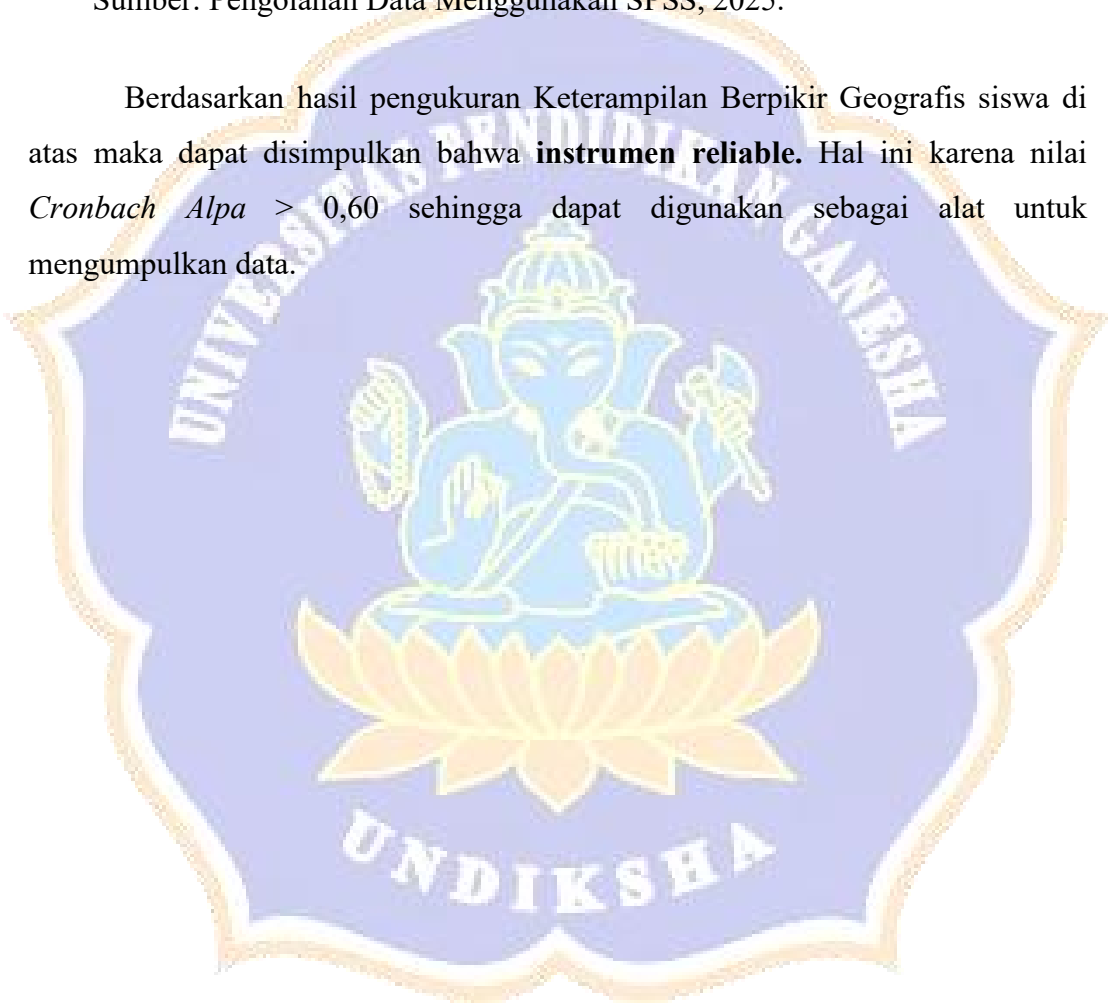 Sumber: Pengolahan Data Menggunakan SPSS, 2025.
Berdasarkan hasil pengukuran Keterampilan Berpikir Geografis siswa di
atas maka dapat disimpulkan bahwa instrumen reliable. Hal ini karena nilai
Cronbach Alpa > 0,60 sehingga dapat digunakan sebagai alat untuk
mengumpulkan data.
UNIVERSITAS PENDIDIKAN GANESHA
UNDIKSHA